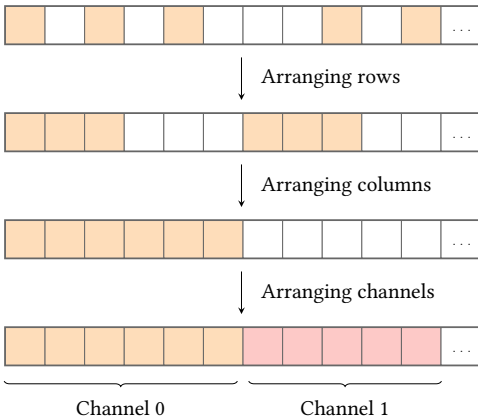 ...
Arranging rows
...
Arranging columns
...
Arranging channels
...
Channel 0 Channel 1